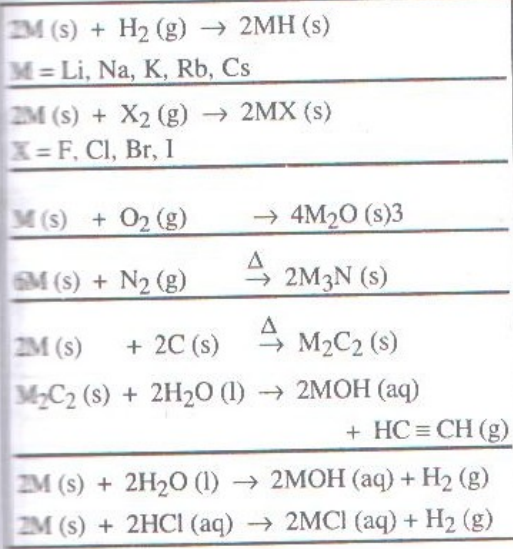 2M (s) + H₂ (g) → 2MH (s)
M = Li, Na, K, Rb, Cs
2M (s) + X₂ (g) → 2MX (s)
X = F, Cl, Br, I
M (s) + O₂ (g) → 4M₂O (s)3
6M (s) + N₂ (g) Δ→ 2M₃N (s)
2M (s) + 2C (s) Δ→ M₂C₂ (s)
M₂C₂ (s) + 2H₂O (l) → 2MOH (aq)
+ HC ≡ CH (g)
2M (s) + 2H₂O (l) → 2MOH (aq) + H₂ (g)
2M (s) + 2HCl (aq) → 2MCl (aq) + H₂ (g)